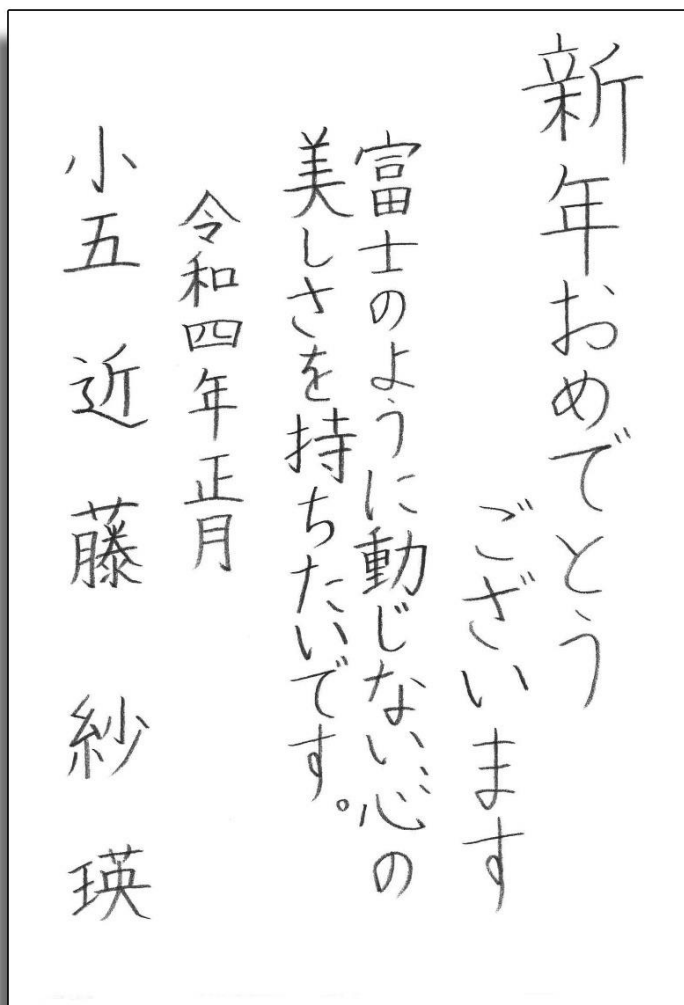 新年おめでとう
ございます
富士のように動じない心の
美しさを持ちたいです。
令和四年正月
小五 近藤 紗瑛